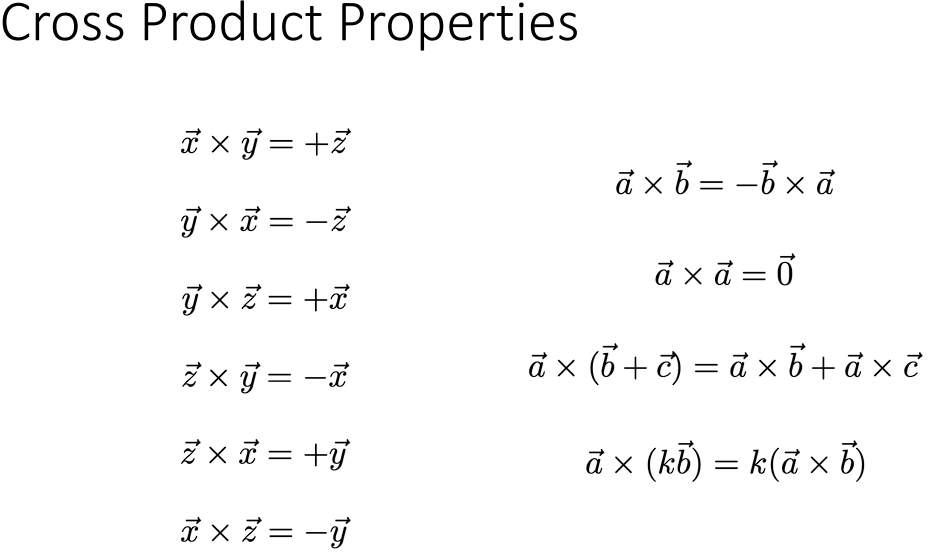 Cross Product Properties
$\vec{x} \times \vec{y} = +\vec{z}$
$\vec{y} \times \vec{x} = -\vec{z}$
$\vec{y} \times \vec{z} = +\vec{x}$
$\vec{z} \times \vec{y} = -\vec{x}$
$\vec{z} \times \vec{x} = +\vec{y}$
$\vec{x} \times \vec{z} = -\vec{y}$
$\vec{a} \times \vec{b} = -\vec{b} \times \vec{a}$
$\vec{a} \times \vec{a} = \vec{0}$
$\vec{a} \times (\vec{b} + \vec{c}) = \vec{a} \times \vec{b} + \vec{a} \times \vec{c}$
$\vec{a} \times (k\vec{b}) = k(\vec{a} \times \vec{b})$